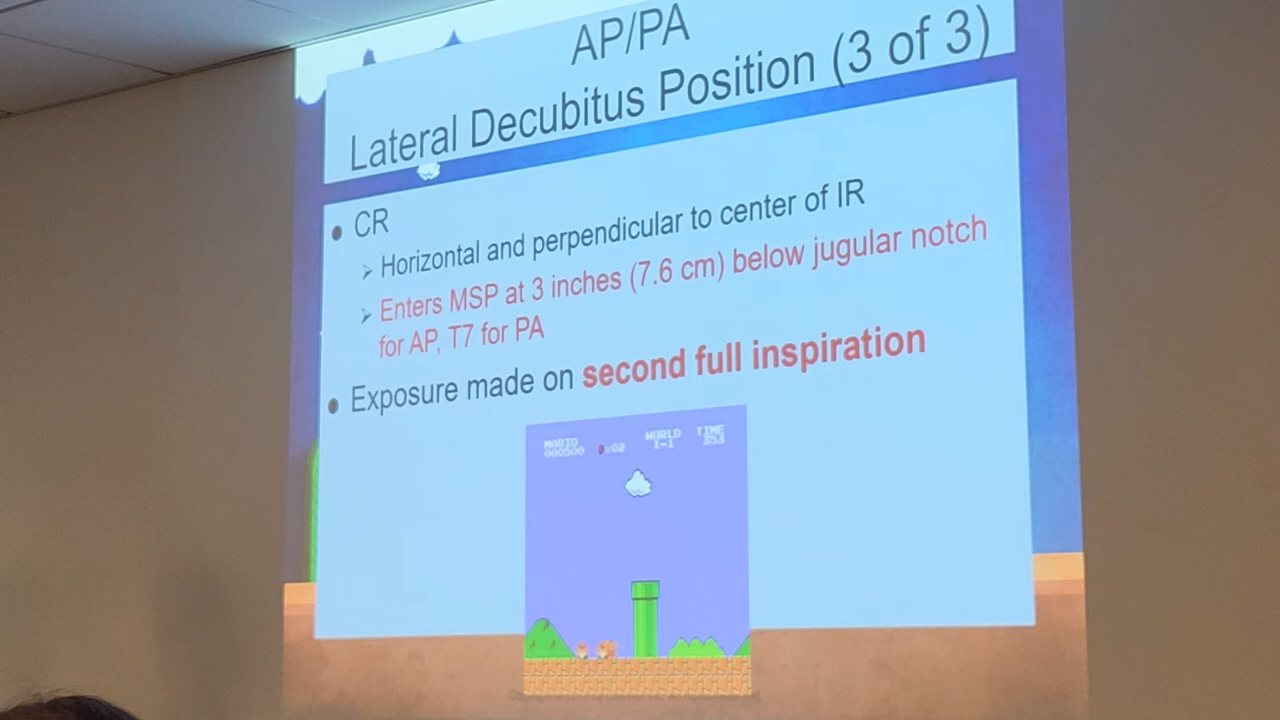 AP/PA
Lateral Decubitus Position (3 of 3)
CR
Horizontal and perpendicular to center of IR
Enters MSP at 3 inches (7.6 cm) below jugular notch
for AP, T7 for PA
Exposure made on second full inspiration
MARIO WORLD TIME
000500 02 1-1 353